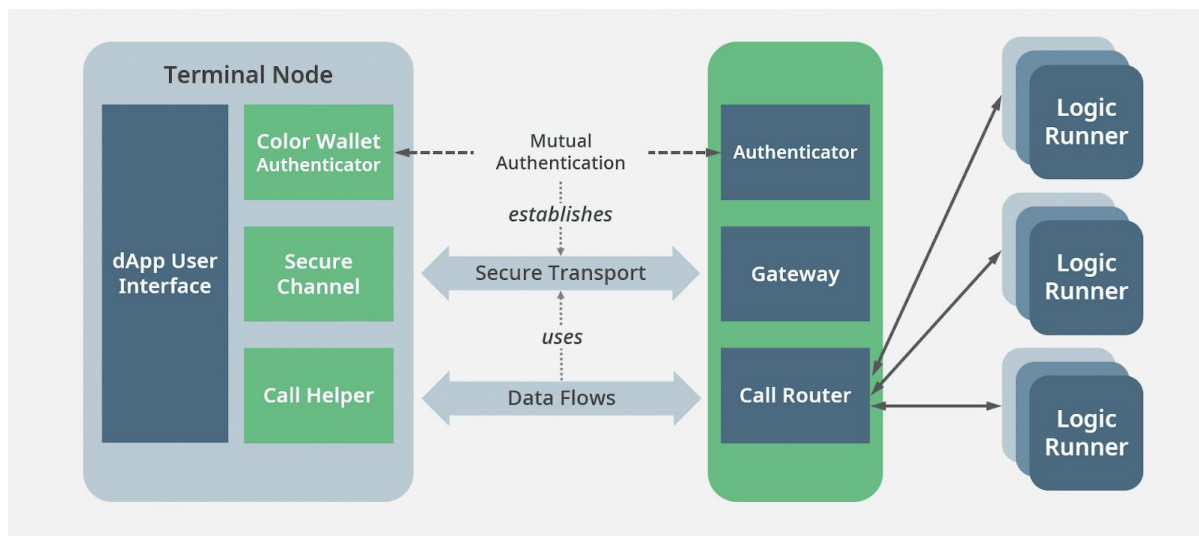 Terminal Node
dApp User
Interface
Color Wallet
Authenticator
Secure
Channel
Call Helper
Mutual
Authentication
establishes
Secure Transport
uses
Data Flows
Authenticator
Gateway
Call Router
Logic
Runner
Logic
Runner
Logic
Runner